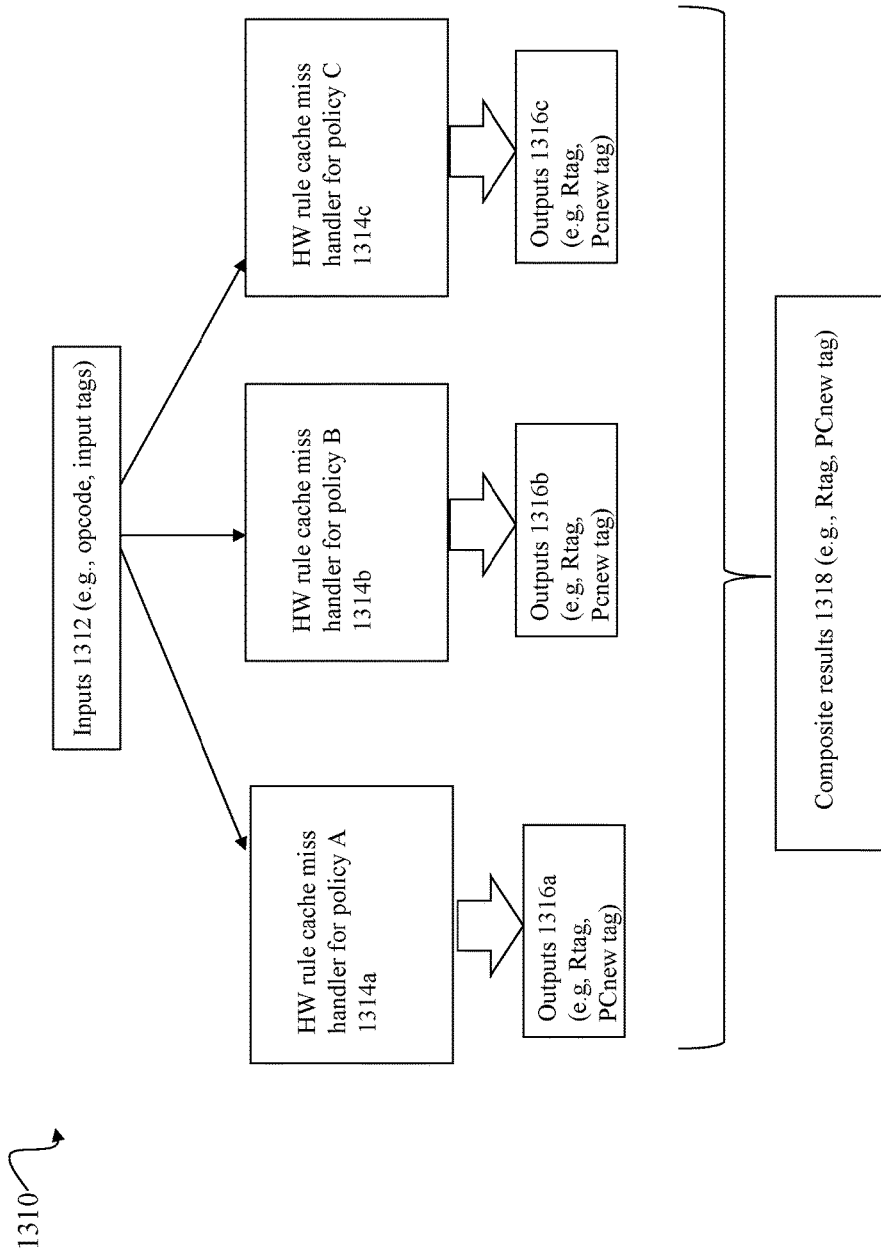 1310
Inputs 1312 (e.g., opcode, input tags)
HW rule cache miss
handler for policy A
1314a
HW rule cache miss
handler for policy B
1314b
HW rule cache miss
handler for policy C
1314c
Outputs 1316a
(e.g, Rtag,
PCnew tag)
Outputs 1316b
(e.g, Rtag,
Pcnew tag)
Outputs 1316c
(e.g, Rtag,
Pcnew tag)
Composite results 1318 (e.g., Rtag, PCnew tag)